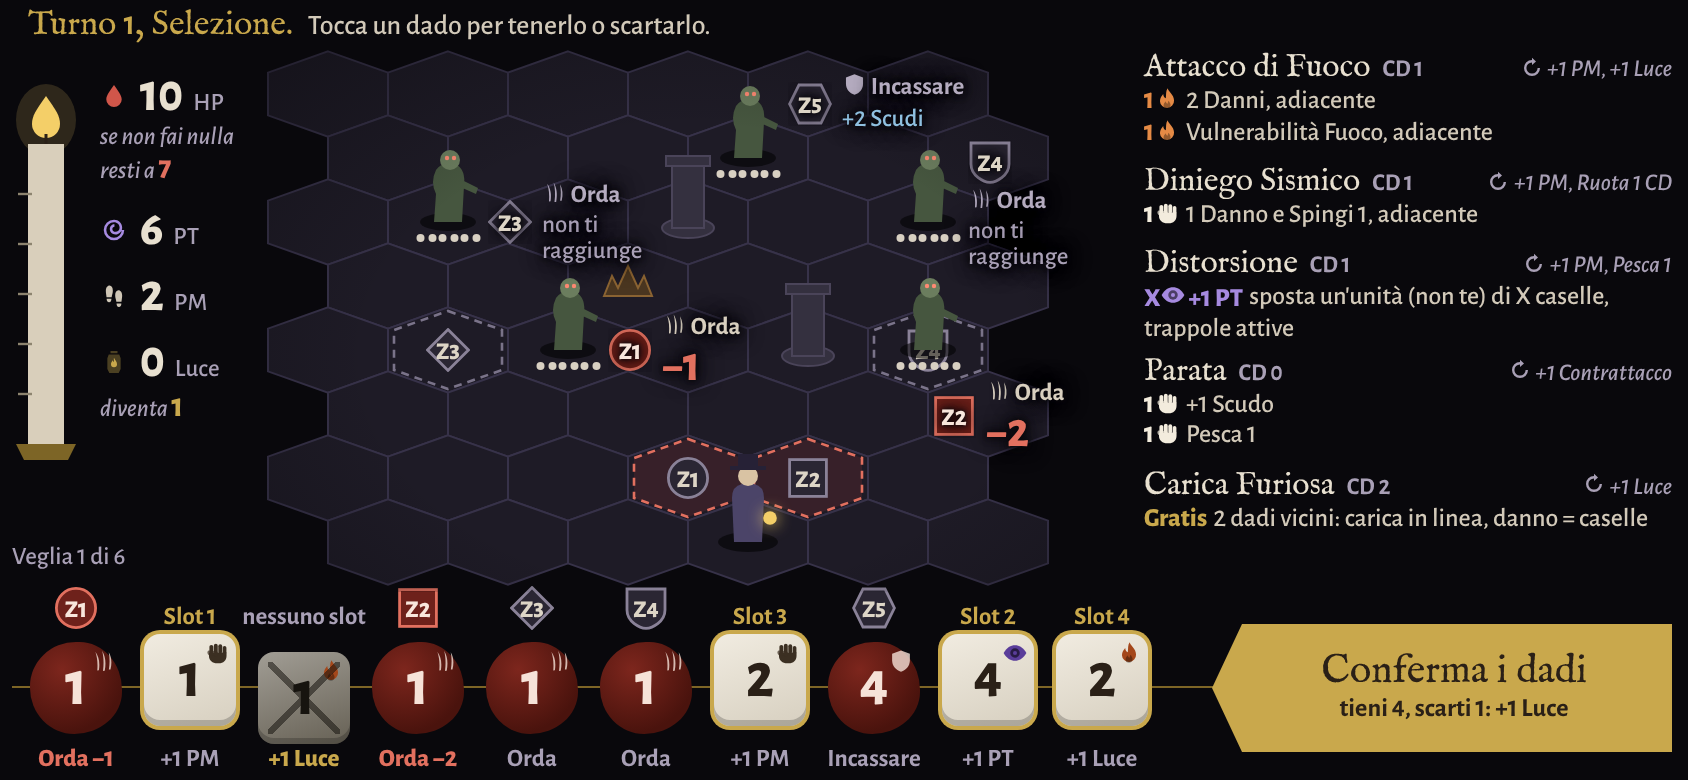 Turno 1, Selezione. Tocca un dado per tenerlo o scartarlo.
10 HP
se non fai nulla
resti a 7
6 PT
2 PM
0 Luce
diventa 1
Veglia 1 di 6
Z5 Incassare
+2 Scudi
Z4
Orda
non ti
raggiunge
Z3 Orda
non ti
raggiunge
Z3
Z1 Orda
−1
Z4
Z2 Orda
−2
Z1
Z2
Attacco di Fuoco CD 1 +1 PM, +1 Luce
1 2 Danni, adiacente
1 Vulnerabilità Fuoco, adiacente
Diniego Sismico CD 1 +1 PM, Ruota 1 CD
1 1 Danno e Spingi 1, adiacente
Distorsione CD 1 +1 PM, Pesca 1
X +1 PT sposta un'unità (non te) di X caselle,
trappole attive
Parata CD 0 +1 Contrattacco
1 +1 Scudo
1 Pesca 1
Carica Furiosa CD 2 +1 Luce
Gratis 2 dadi vicini: carica in linea, danno = caselle
Z1 Slot 1 nessuno slot Z2 Z3 Z4 Slot 3 Z5 Slot 2 Slot 4
1 1 1 1 1 1 2 4 4 2
Orda −1 +1 PM +1 Luce Orda −2 Orda Orda +1 PM Incassare +1 PT +1 Luce
Conferma i dadi
tieni 4, scarti 1: +1 Luce